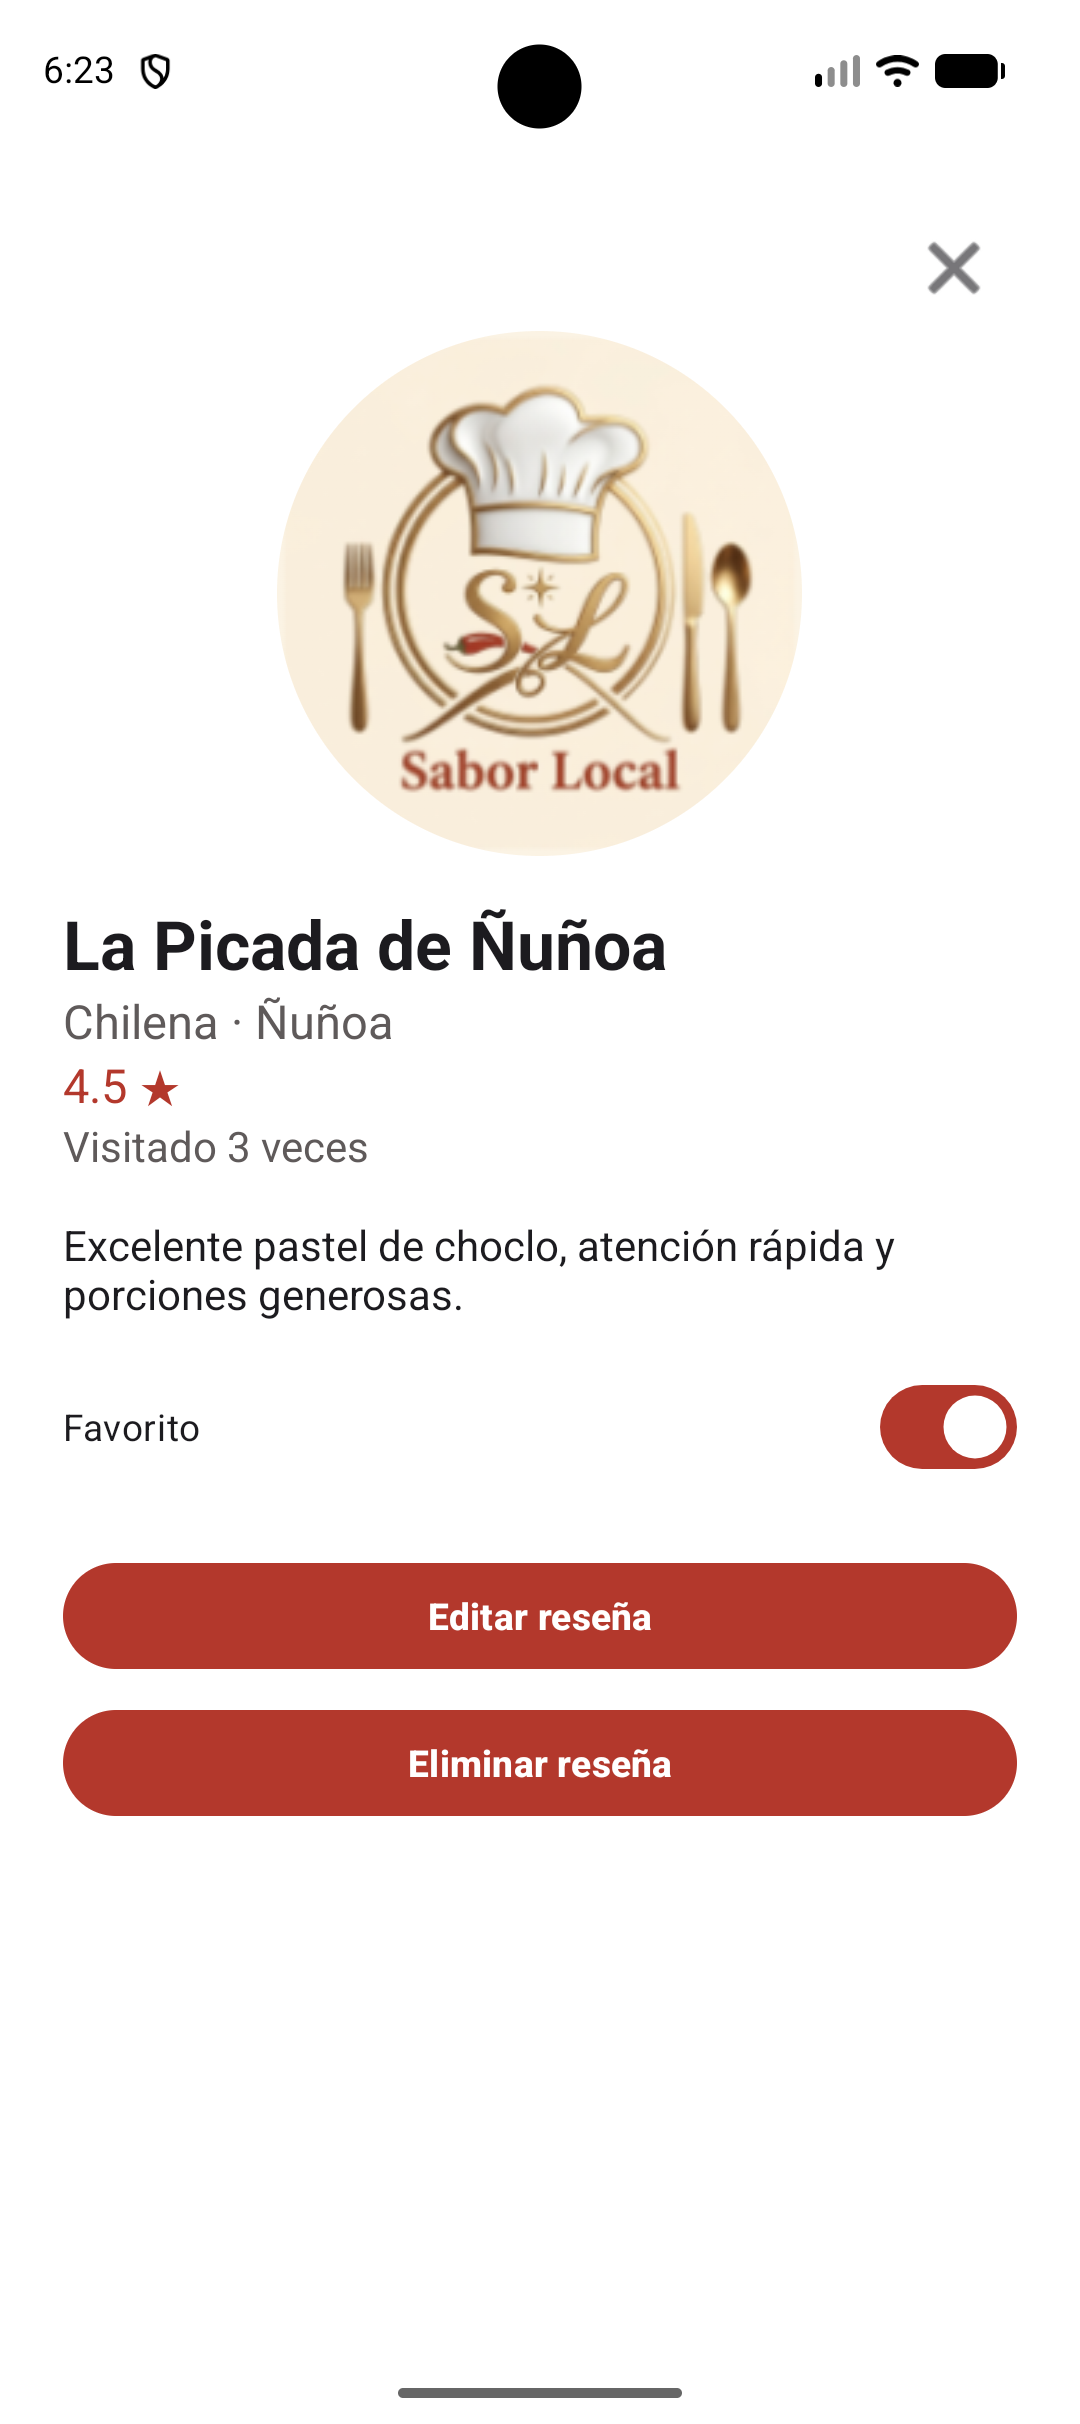 6:23
SL
Sabor Local
La Picada de Ñuñoa
Chilena · Ñuñoa
4.5 ★
Visitado 3 veces
Excelente pastel de choclo, atención rápida y
porciones generosas.
Favorito
Editar reseña
Eliminar reseña